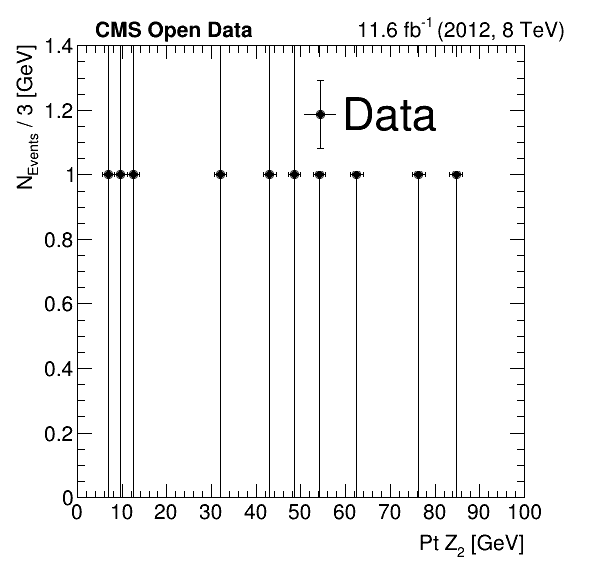 CMS Open Data 11.6 fb⁻¹ (2012, 8 TeV)
N_Events / 3 [GeV]
1.4
1.2
1
0.8
0.6
0.4
0.2
0
Data
0 10 20 30 40 50 60 70 80 90 100
Pt Z₂ [GeV]